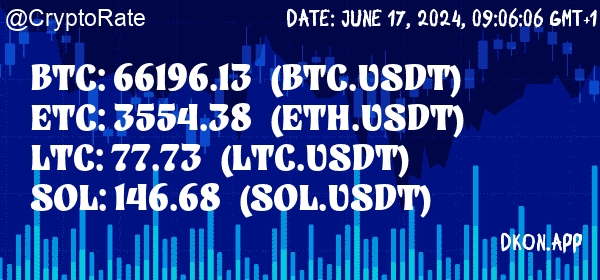 @CryptoRate
DATE: JUNE 17, 2024, 09:06:06 GMT+1
BTC: 66196.13 (BTC.USDT)
ETC: 3554.38 (ETH.USDT)
LTC: 77.73 (LTC.USDT)
SOL: 146.68 (SOL.USDT)
DKON.APP